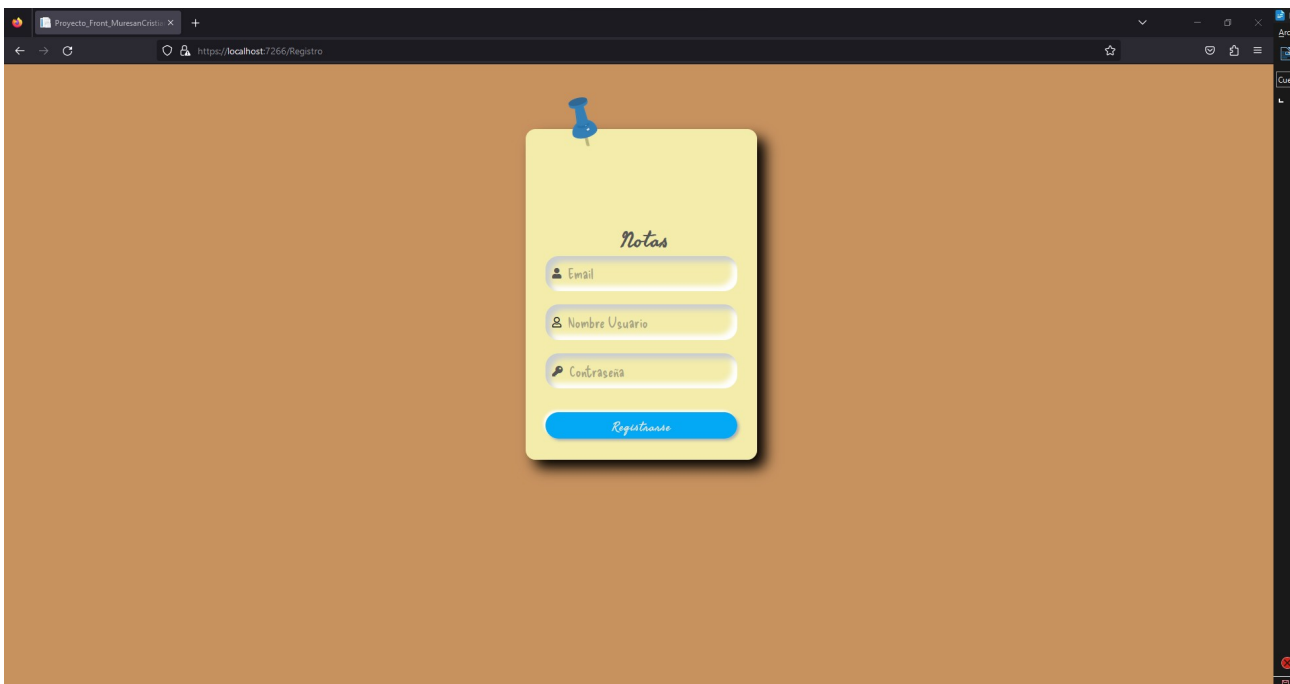 Proyecto_Front_MuresanCristi
https://localhost:7266/Registro
Notas
Email
Nombre Usuario
Contraseña
Registrarse